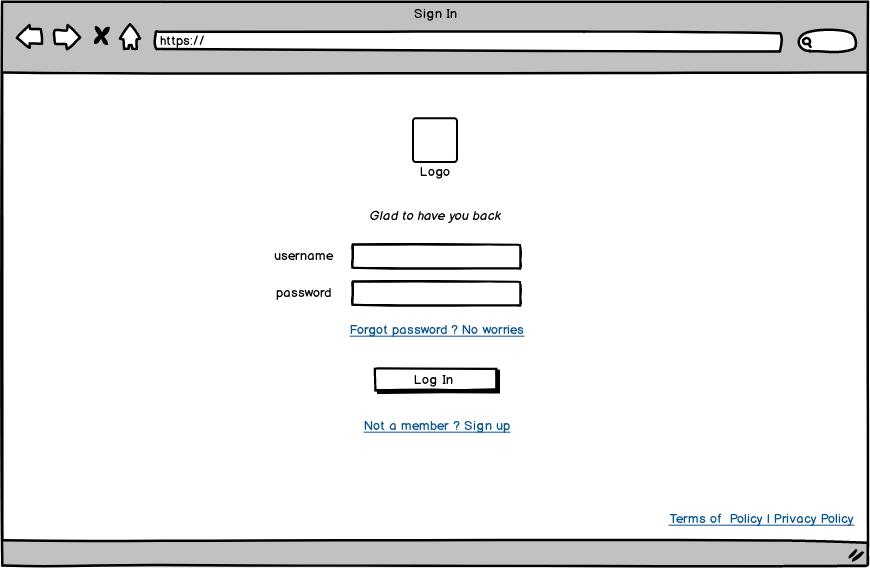 Sign In
https://
Logo
Glad to have you back
username
password
Forgot password ? No worries
Log In
Not a member ? Sign up
Terms of  Policy | Privacy Policy